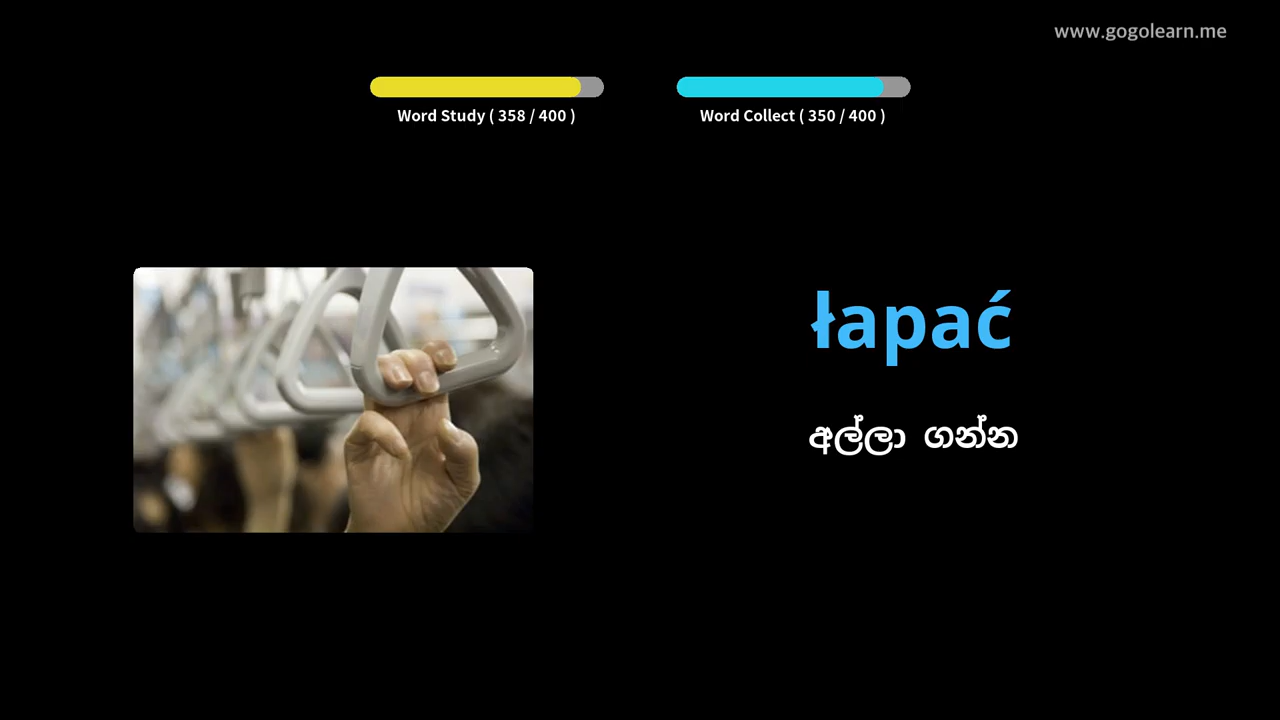 www.gogolearn.me
Word Study ( 358 / 400 )
Word Collect ( 350 / 400 )
łapać
අල්ලා ගන්න